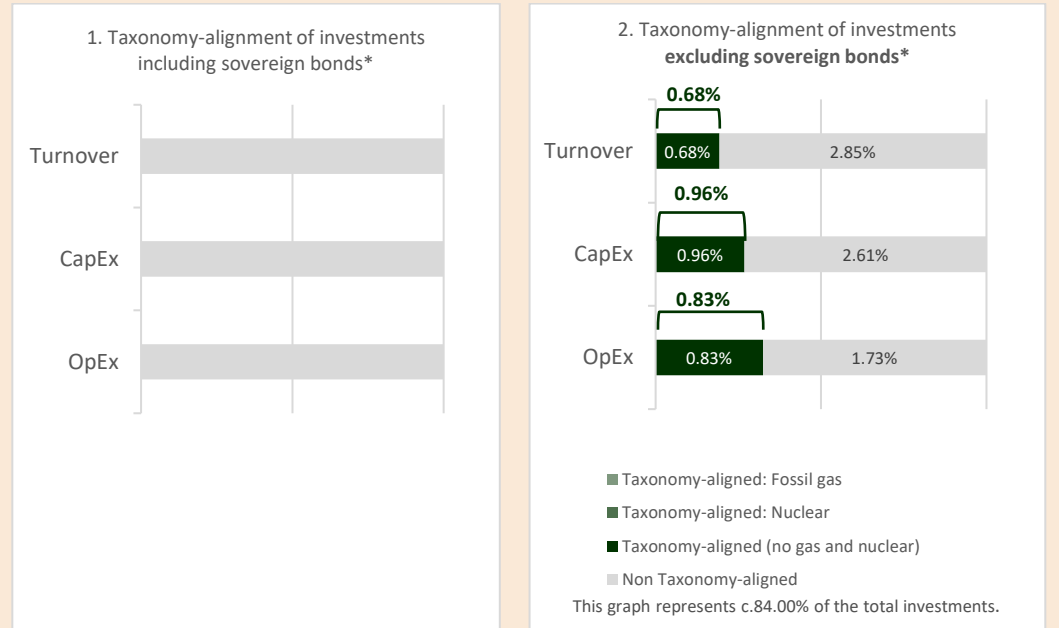 1. Taxonomy-alignment of investments
including sovereign bonds*
Turnover
CapEx
OpEx
2. Taxonomy-alignment of investments
excluding sovereign bonds*
0.68%
Turnover
0.68%
2.85%
0.96%
CapEx
0.96%
2.61%
0.83%
OpEx
0.83%
1.73%
Taxonomy-aligned: Fossil gas
Taxonomy-aligned: Nuclear
Taxonomy-aligned (no gas and nuclear)
Non Taxonomy-aligned
This graph represents c.84.00% of the total investments.